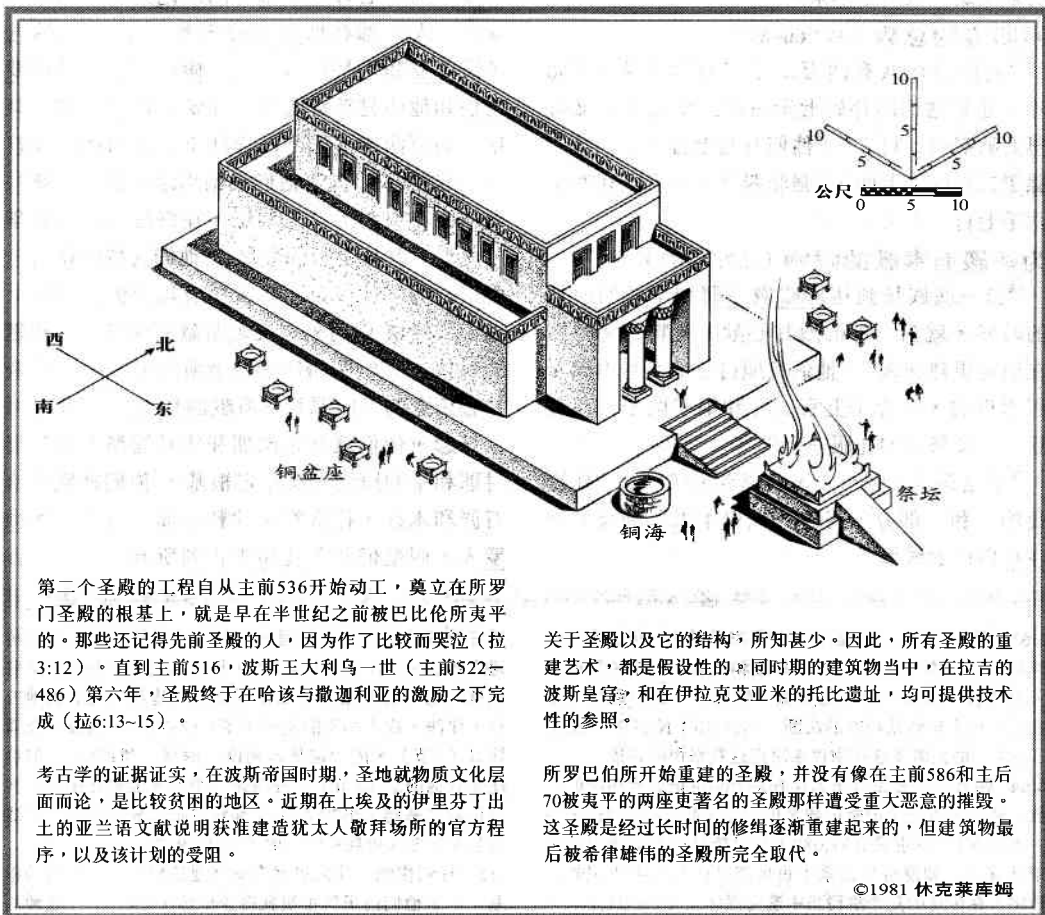 10
10
5
10
5
5
公尺
0 5 10
西
北
南
东
铜盆座
铜海
祭坛
第二个圣殿的工程自从主前536开始动工，奠立在所罗
门圣殿的根基上，就是早在半世纪之前被巴比伦所夷平
的。那些还记得先前圣殿的人，因为作了比较而哭泣（拉
3:12）。直到主前516，波斯王大利乌一世（主前522-
486）第六年，圣殿终于在哈该与撒迦利亚的激励之下完
成（拉6:13~15）。
考古学的证据证实，在波斯帝国时期，圣地就物质文化层
面而论，是比较贫困的地区。近期在上埃及的伊里芬丁出
土的亚兰语文献说明获准建造犹太人敬拜场所的官方程
序，以及该计划的受阻。
关于圣殿以及它的结构，所知甚少。因此，所有圣殿的重
建艺术，都是假设性的。同时期的建筑物当中，在拉吉的
波斯皇宫，和在伊拉克艾亚米的托比遗址，均可提供技术
性的参照。
所罗巴伯所开始重建的圣殿，并没有像在主前586和主后
70被夷平的两座更著名的圣殿那样遭受重大恶意的摧毁。
这圣殿是经过长时间的修缉逐渐重建起来的，但建筑物最
后被希律雄伟的圣殿所完全取代。
©1981 休克莱库姆